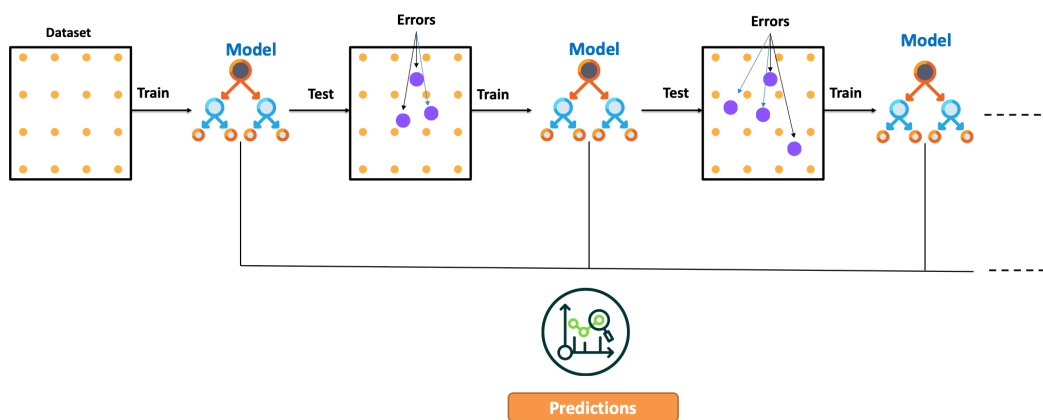 Dataset
Train
Model
Test
Errors
Train
Model
Test
Errors
Train
Model
Predictions